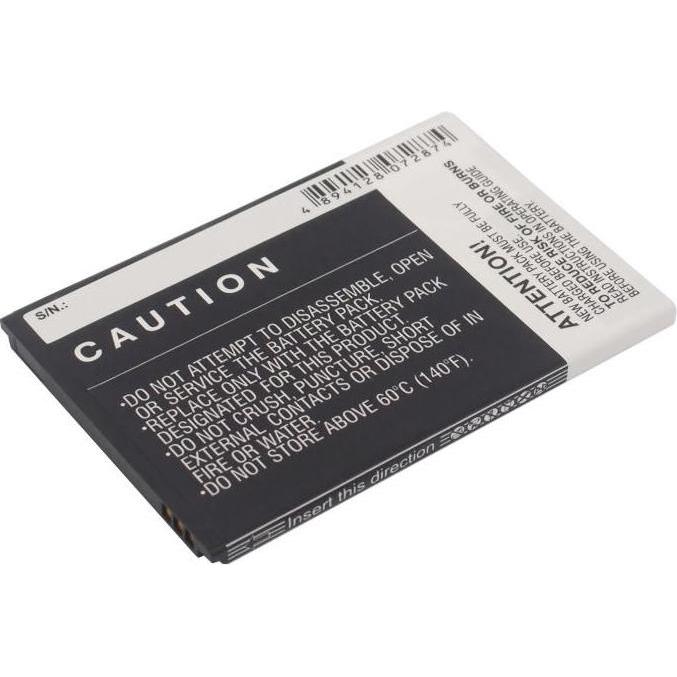 4 894128 072874
S/N.:
CAUTION
•DO NOT ATTEMPT TO DISASSEMBLE, OPEN
OR SERVICE THE BATTERY PACK.
•REPLACE ONLY WITH THE BATTERY PACK
DESIGNATED FOR THIS PRODUCT.
•DO NOT CRUSH, PUNCTURE, SHORT
EXTERNAL CONTACTS OR DISPOSE OF IN
FIRE OR WATER.
•DO NOT STORE ABOVE 60°C (140°F).
Insert this direction
ATTENTION!
NEW BATTERY PACK MUST BE FULLY
CHARGED BEFORE USE.
TO REDUCE RISK OF FIRE OR BURNS
READ INSTRUCTIONS IN OPERATING GUIDE
BEFORE USING THE BATTERY.